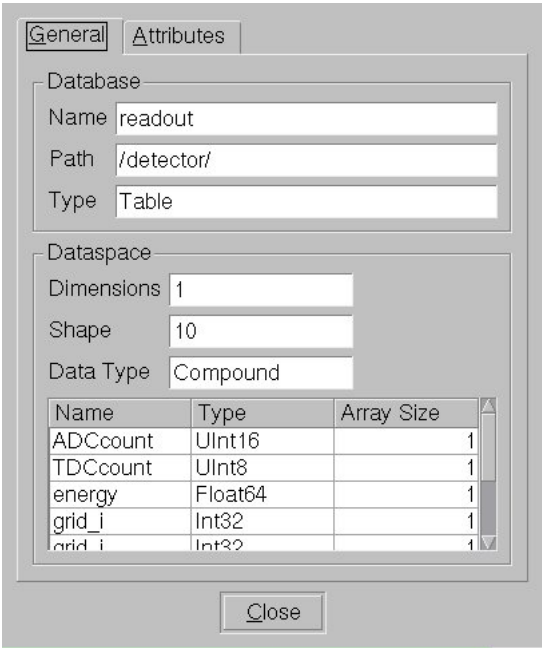 General Attributes
Database
Name readout
Path /detector/
Type Table
Dataspace
Dimensions 1
Shape 10
Data Type Compound
Name Type Array Size
ADCcount UInt16 1
TDCcount UInt8 1
energy Float64 1
grid_i Int32 1
Int32 1
Close